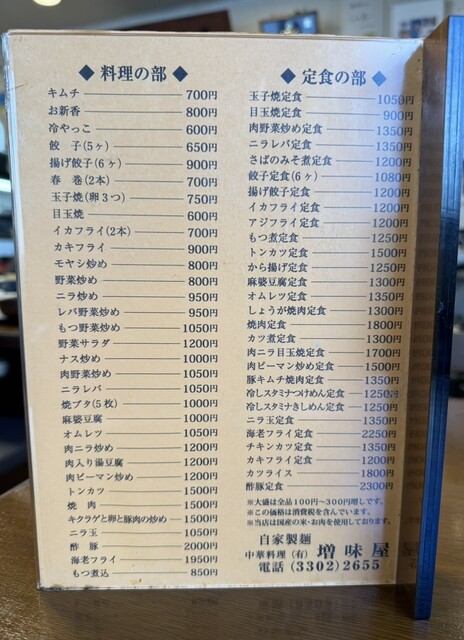 ◆ 料理の部 ◆
キムチ 700円
お新香 800円
冷やっこ 600円
餃 子(5ヶ) 650円
揚げ餃子(6ヶ) 900円
春 巻(2本) 700円
玉子焼(卵3つ) 750円
目玉焼 600円
イカフライ(2本) 700円
カキフライ 900円
モヤシ炒め 800円
野菜炒め 800円
ニラ炒め 950円
レバ野菜炒め 950円
もつ野菜炒め 1050円
野菜サラダ 1200円
ナス炒め 1000円
肉野菜炒め 1050円
ニラレバ 1050円
焼ブタ(5枚) 1000円
麻婆豆腐 1000円
オムレツ 1050円
肉ニラ炒め 1200円
肉入り湯豆腐 1200円
肉ピーマン炒め 1200円
トンカツ 1500円
焼 肉 1500円
キクラゲと卵と豚肉の炒め 1500円
ニラ玉 1050円
酢 豚 2000円
海老フライ 1950円
もつ煮込 850円
◆ 定食の部 ◆
玉子焼定食 1050円
目玉焼定食 900円
肉野菜炒め定食 1350円
ニラレバ定食 1350円
さばのみそ煮定食 1200円
餃子定食(6ヶ) 1080円
揚げ餃子定食 1200円
イカフライ定食 1200円
アジフライ定食 1200円
もつ煮定食 1250円
トンカツ定食 1500円
から揚げ定食 1250円
麻婆豆腐定食 1300円
オムレツ定食 1350円
しょうが焼肉定食 1300円
焼肉定食 1800円
カツ煮定食 1300円
肉ニラ目玉焼定食 1700円
肉ピーマン炒め定食 1500円
豚キムチ焼肉定食 1350円
冷しスタミナつけめん定食 1250円
冷しスタミナきしめん定食 1250円
ニラ玉定食 1350円
海老フライ定食 2250円
チキンカツ定食 1350円
カキフライ定食 1200円
カツライス 1800円
酢豚定食 2300円
※大盛は全品100円〜300円増しです。
※この価格は消費税を含んでいます。
※当店は国産の米・お肉を使用しております。
自家製麺
中華料理(有) 増味屋
電話 (3302)2655